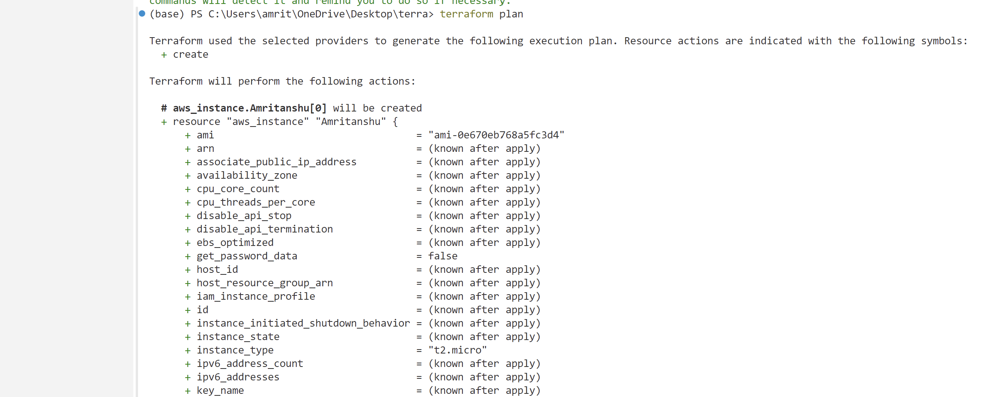 commands will detect it and remind you to do so if necessary.
(base) PS C:\Users\amrit\OneDrive\Desktop\terra> terraform plan
Terraform used the selected providers to generate the following execution plan. Resource actions are indicated with the following symbols:
  + create
Terraform will perform the following actions:
  # aws_instance.Amritanshu[0] will be created
  + resource "aws_instance" "Amritanshu" {
      + ami                                  = "ami-0e670eb768a5fc3d4"
      + arn                                  = (known after apply)
      + associate_public_ip_address          = (known after apply)
      + availability_zone                    = (known after apply)
      + cpu_core_count                       = (known after apply)
      + cpu_threads_per_core                 = (known after apply)
      + disable_api_stop                     = (known after apply)
      + disable_api_termination              = (known after apply)
      + ebs_optimized                        = (known after apply)
      + get_password_data                    = false
      + host_id                              = (known after apply)
      + host_resource_group_arn              = (known after apply)
      + iam_instance_profile                 = (known after apply)
      + id                                   = (known after apply)
      + instance_initiated_shutdown_behavior = (known after apply)
      + instance_state                       = (known after apply)
      + instance_type                        = "t2.micro"
      + ipv6_address_count                   = (known after apply)
      + ipv6_addresses                       = (known after apply)
      + key_name                             = (known after apply)